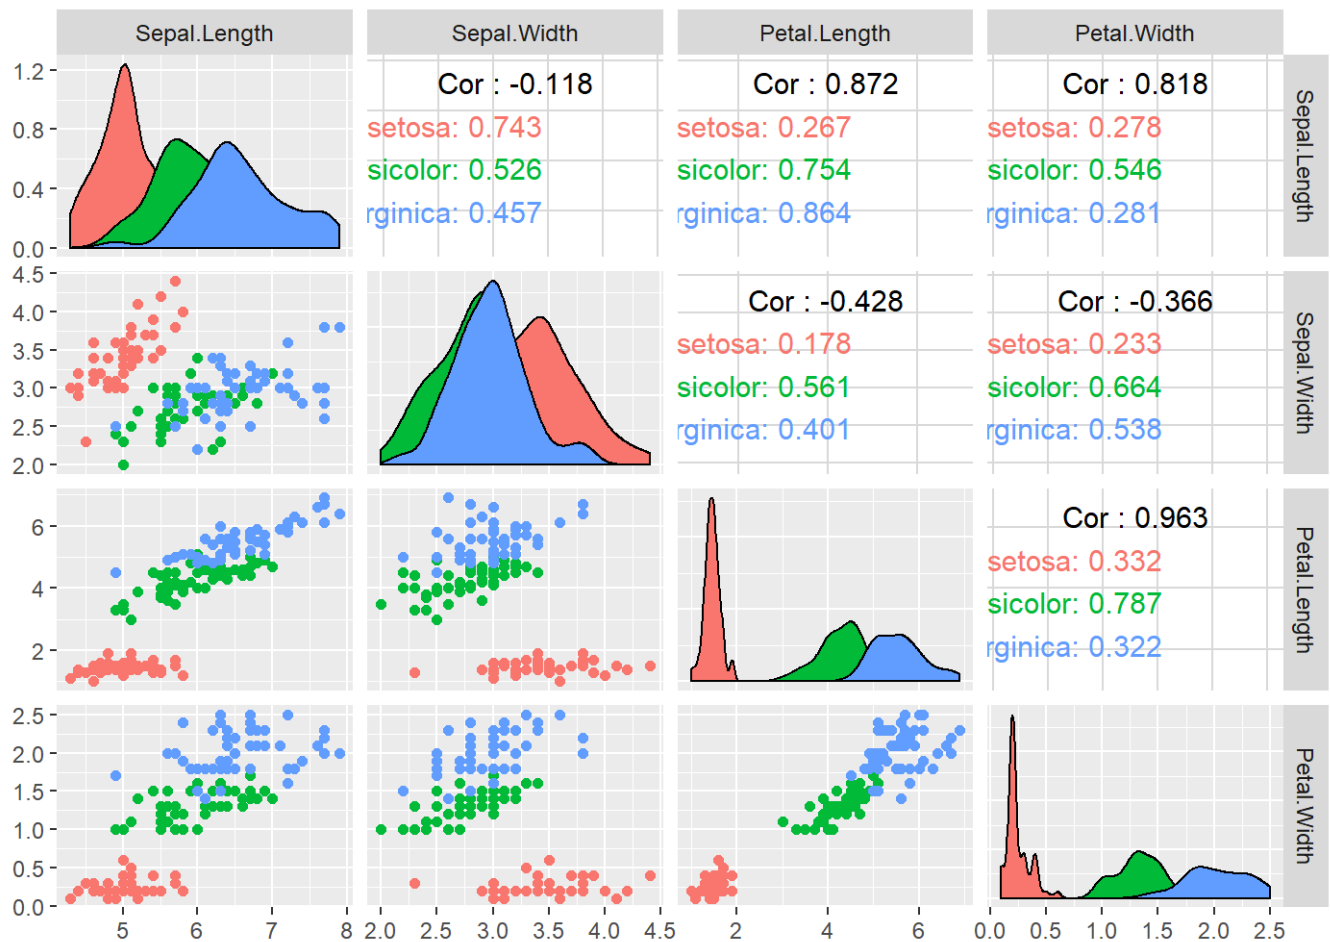 Sepal.Length
Sepal.Width
Petal.Length
Petal.Width
1.2
0.8
0.4
0.0
Cor : -0.118
setosa: 0.743
sicolor: 0.526
rginica: 0.457
Cor : 0.872
setosa: 0.267
sicolor: 0.754
rginica: 0.864
Cor : 0.818
setosa: 0.278
sicolor: 0.546
rginica: 0.281
Sepal.Length
4.5
4.0
3.5
3.0
2.5
2.0
Cor : -0.428
setosa: 0.178
sicolor: 0.561
rginica: 0.401
Cor : -0.366
setosa: 0.233
sicolor: 0.664
rginica: 0.538
Sepal.Width
6
4
2
Cor : 0.963
setosa: 0.332
sicolor: 0.787
rginica: 0.322
Petal.Length
2.5
2.0
1.5
1.0
0.5
0.0
Petal.Width
5 6 7 8
2.0 2.5 3.0 3.5 4.0 4.5
2 4 6
0.0 0.5 1.0 1.5 2.0 2.5